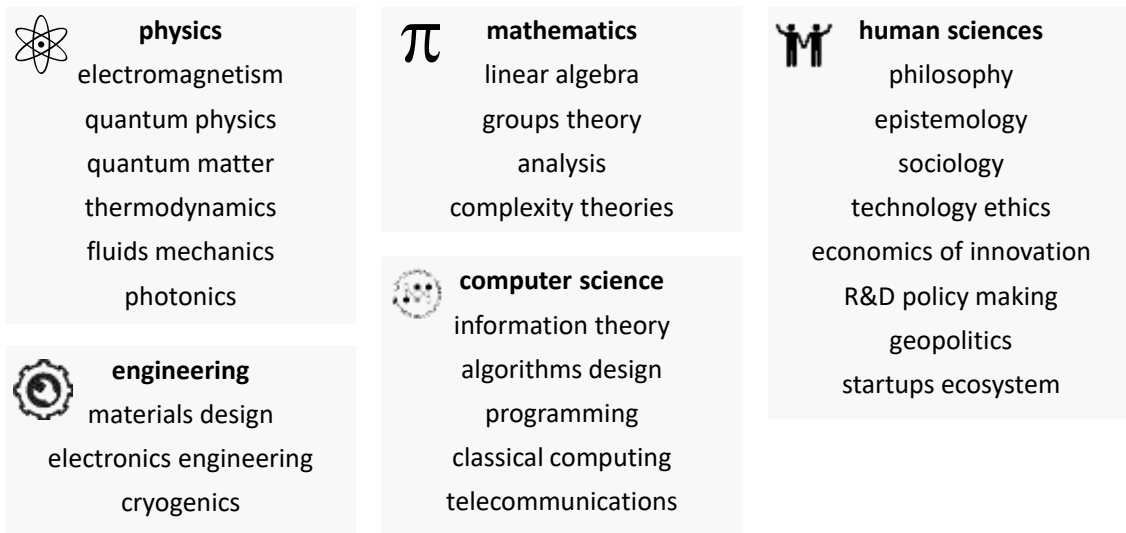 physics
electromagnetism
quantum physics
quantum matter
thermodynamics
fluids mechanics
photonics
engineering
materials design
electronics engineering
cryogenics
π
mathematics
linear algebra
groups theory
analysis
complexity theories
computer science
information theory
algorithms design
programming
classical computing
telecommunications
human sciences
philosophy
epistemology
sociology
technology ethics
economics of innovation
R&D policy making
geopolitics
startups ecosystem